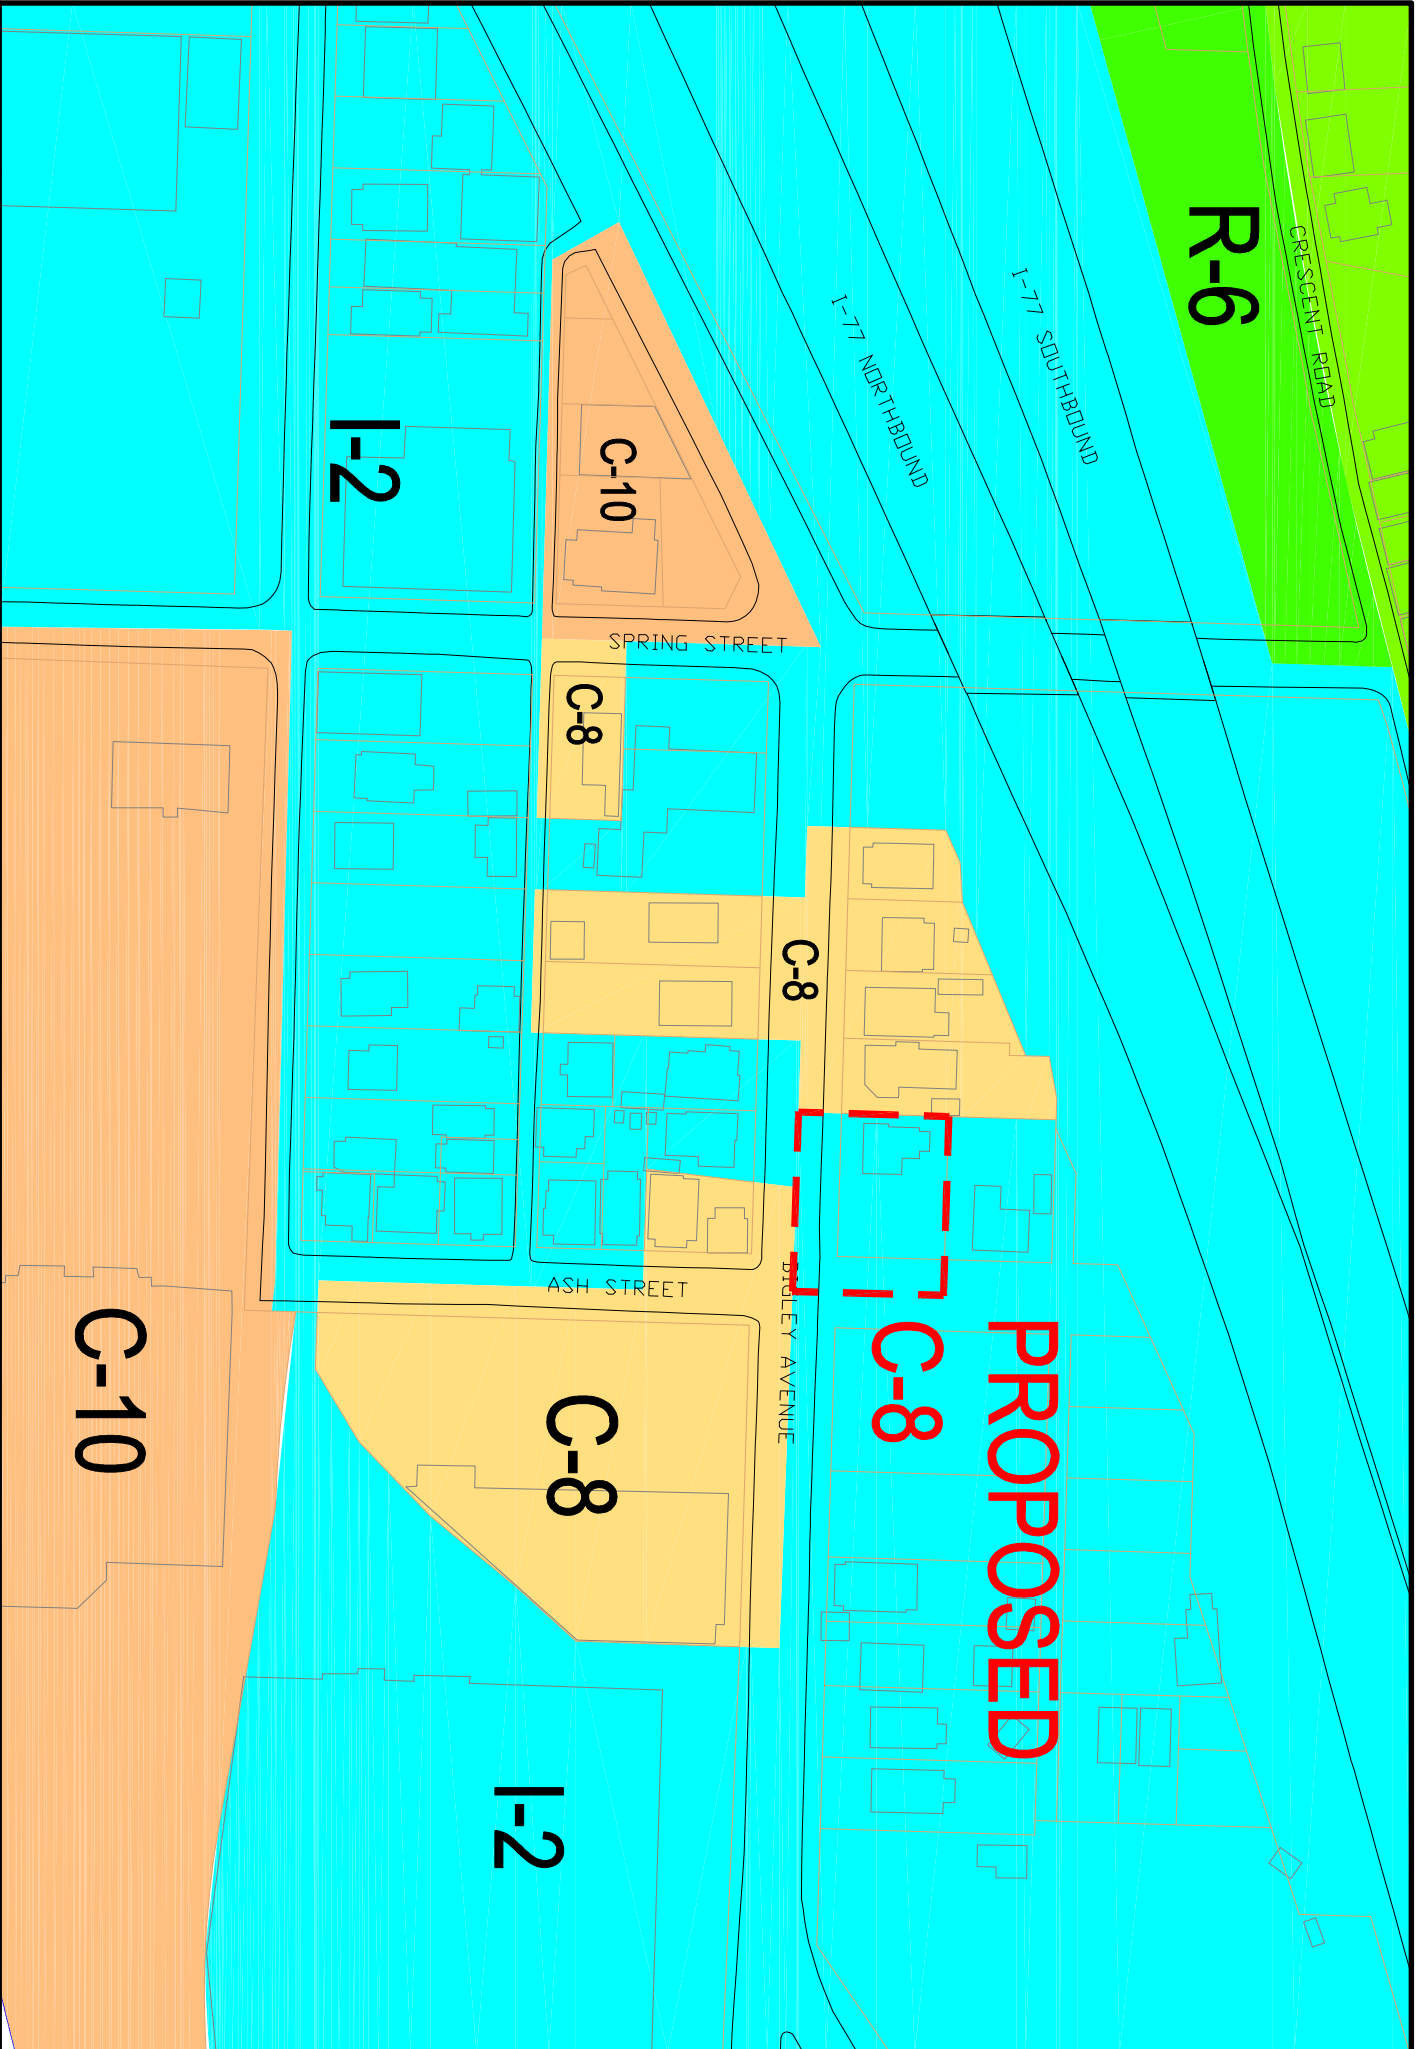 R-6
CRESCENT ROAD
I-77 SOUTHBOUND
I-77 NORTHBOUND
I-2
C-10
SPRING STREET
C-8
C-8
ASH STREET
BIGLEY AVENUE
PROPOSED
C-8
C-8
C-10
I-2